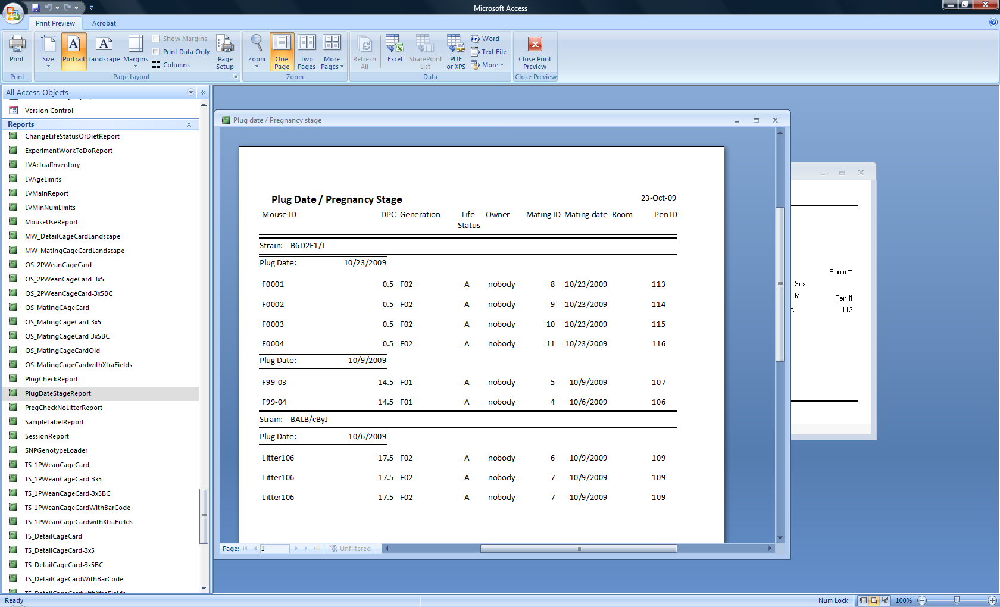 Microsoft Access
Print Preview
Acrobat
Print
Size
Portrait
Landscape
Margins
Show Margins
Print Data Only
Columns
Page Setup
Zoom
One Page
Two Pages
More Pages
Refresh All
Excel
SharePoint List
PDF or XPS
Word
Text File
More
Close Print Preview
Print
Page Layout
Zoom
Data
Close Preview
All Access Objects
Version Control
Reports
ChangeLifeStatusOrDietReport
ExperimentWorkToDoReport
LVActualInventory
LVAgeLimits
LVMainReport
LVMinNumLimits
MouseUseReport
MW_DetailCageCardLandscape
MW_MatingCageCardLandscape
OS_2PWeanCageCard
OS_2PWeanCageCard-3x5
OS_2PWeanCageCard-3x5BC
OS_MatingCAgeCard
OS_MatingCageCard-3x5
OS_MatingCageCard-3x5BC
OS_MatingCageCardOld
OS_MatingCageCardwithXtraFields
PlugCheckReport
PlugDateStageReport
PregCheckNoLitterReport
SampleLabelReport
SessionReport
SNPGenotypeLoader
TS_1PWeanCageCard
TS_1PWeanCageCard-3x5
TS_1PWeanCageCard-3x5BC
TS_1PWeanCageCardWithBarCode
TS_1PWeanCageCardwithXtraFields
TS_DetailCageCard
TS_DetailCageCard-3x5
TS_DetailCageCard-3x5BC
TS_DetailCageCardWithBarCode
TS_DetailCageCardwithXtraFields
Plug date / Pregnancy stage
Plug Date / Pregnancy Stage 23-Oct-09
Mouse ID DPC Generation Life Status Owner Mating ID Mating date Room Pen ID
Strain: B6D2F1/J
Plug Date: 10/23/2009
F0001 0.5 F02 A nobody 8 10/23/2009 113
F0002 0.5 F02 A nobody 9 10/23/2009 114
F0003 0.5 F02 A nobody 10 10/23/2009 115
F0004 0.5 F02 A nobody 11 10/23/2009 116
Plug Date: 10/9/2009
F99-03 14.5 F01 A nobody 5 10/9/2009 107
F99-04 14.5 F01 A nobody 4 10/6/2009 106
Strain: BALB/cByJ
Plug Date: 10/6/2009
Litter106 17.5 F02 A nobody 6 10/9/2009 109
Litter106 17.5 F02 A nobody 7 10/9/2009 109
Litter106 17.5 F02 A nobody 7 10/9/2009 109
Page: 1 Unfiltered
Room #
Sex
M
Pen #
A 113
Ready
Num Lock
100%